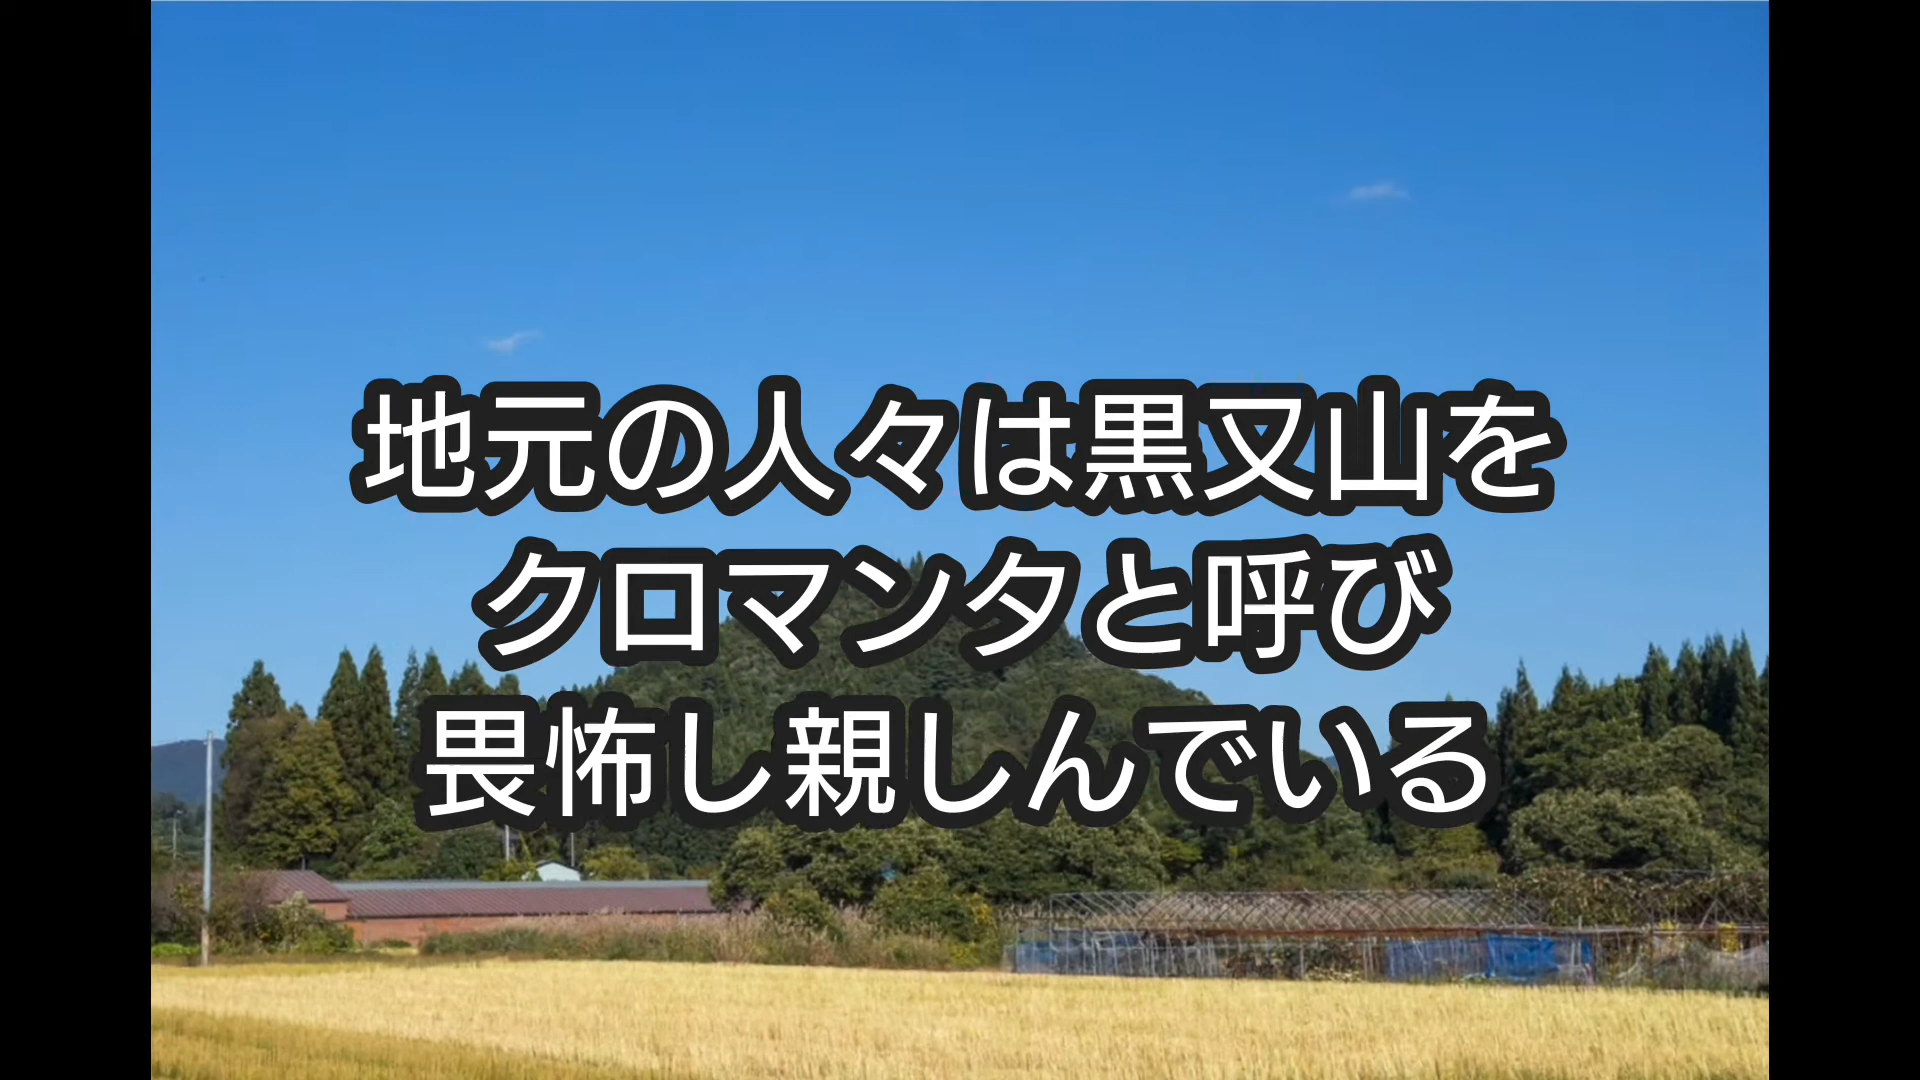 地元の人々は黒又山を
クロマンタと呼び
畏怖し親しんでいる